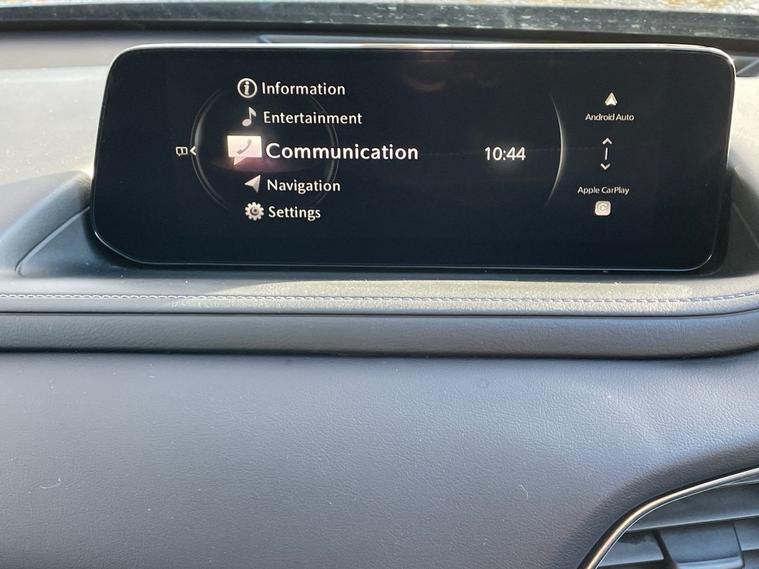 Information
Entertainment
Communication
Navigation
Settings
10:44
Android Auto
Apple CarPlay